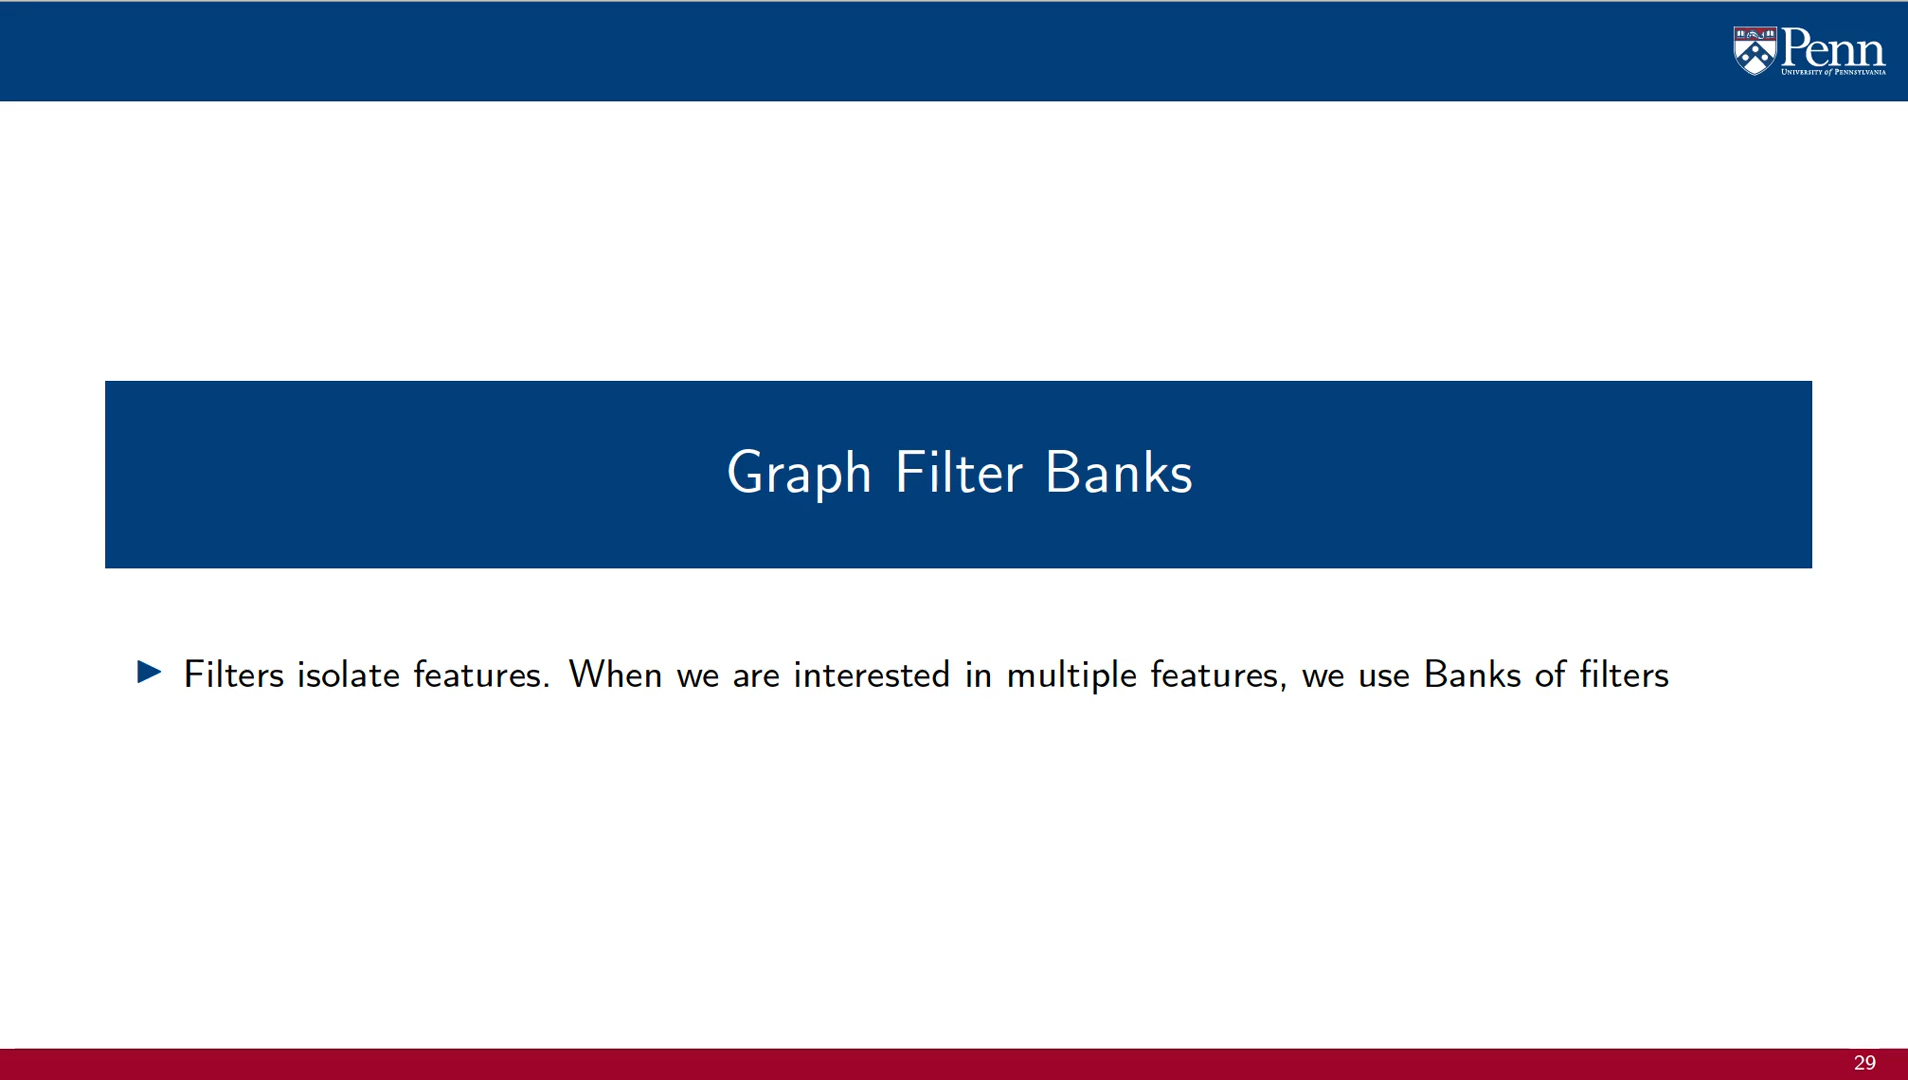 Penn
University of Pennsylvania
Graph Filter Banks
Filters isolate features. When we are interested in multiple features, we use Banks of filters
29